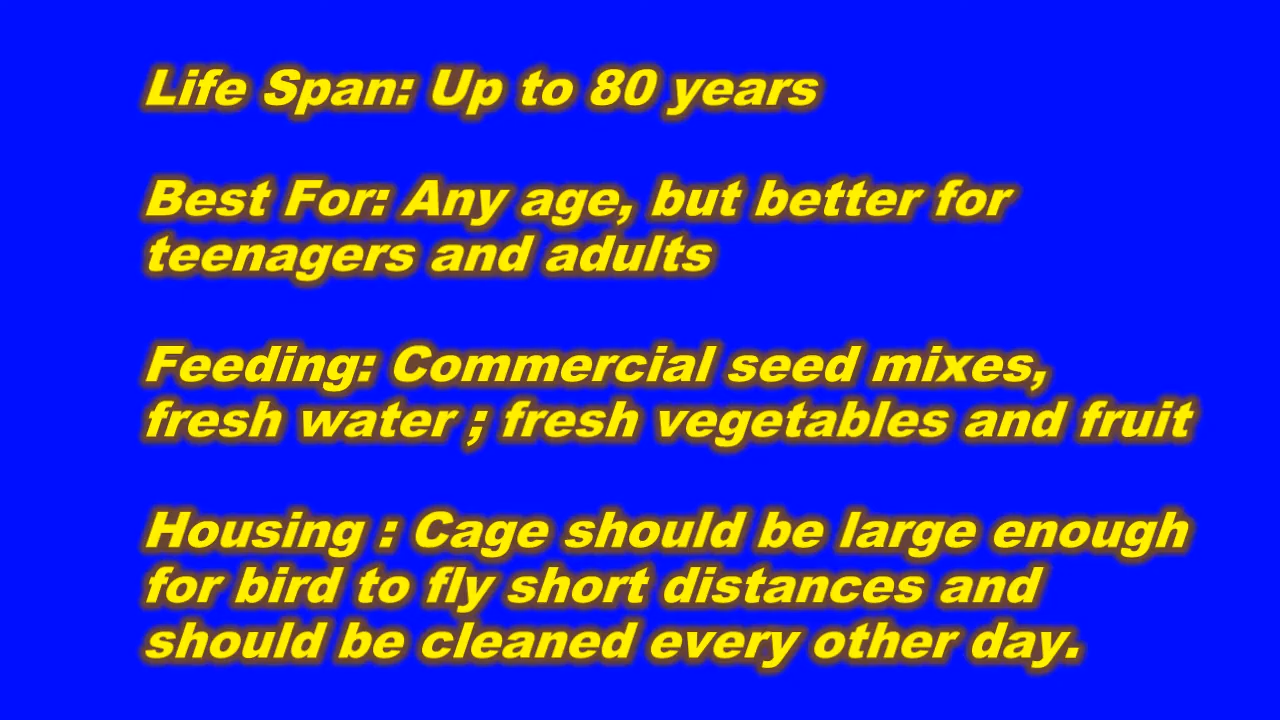 Life Span: Up to 80 years
Best For: Any age, but better for
teenagers and adults
Feeding: Commercial seed mixes,
fresh water ; fresh vegetables and fruit
Housing : Cage should be large enough
for bird to fly short distances and
should be cleaned every other day.